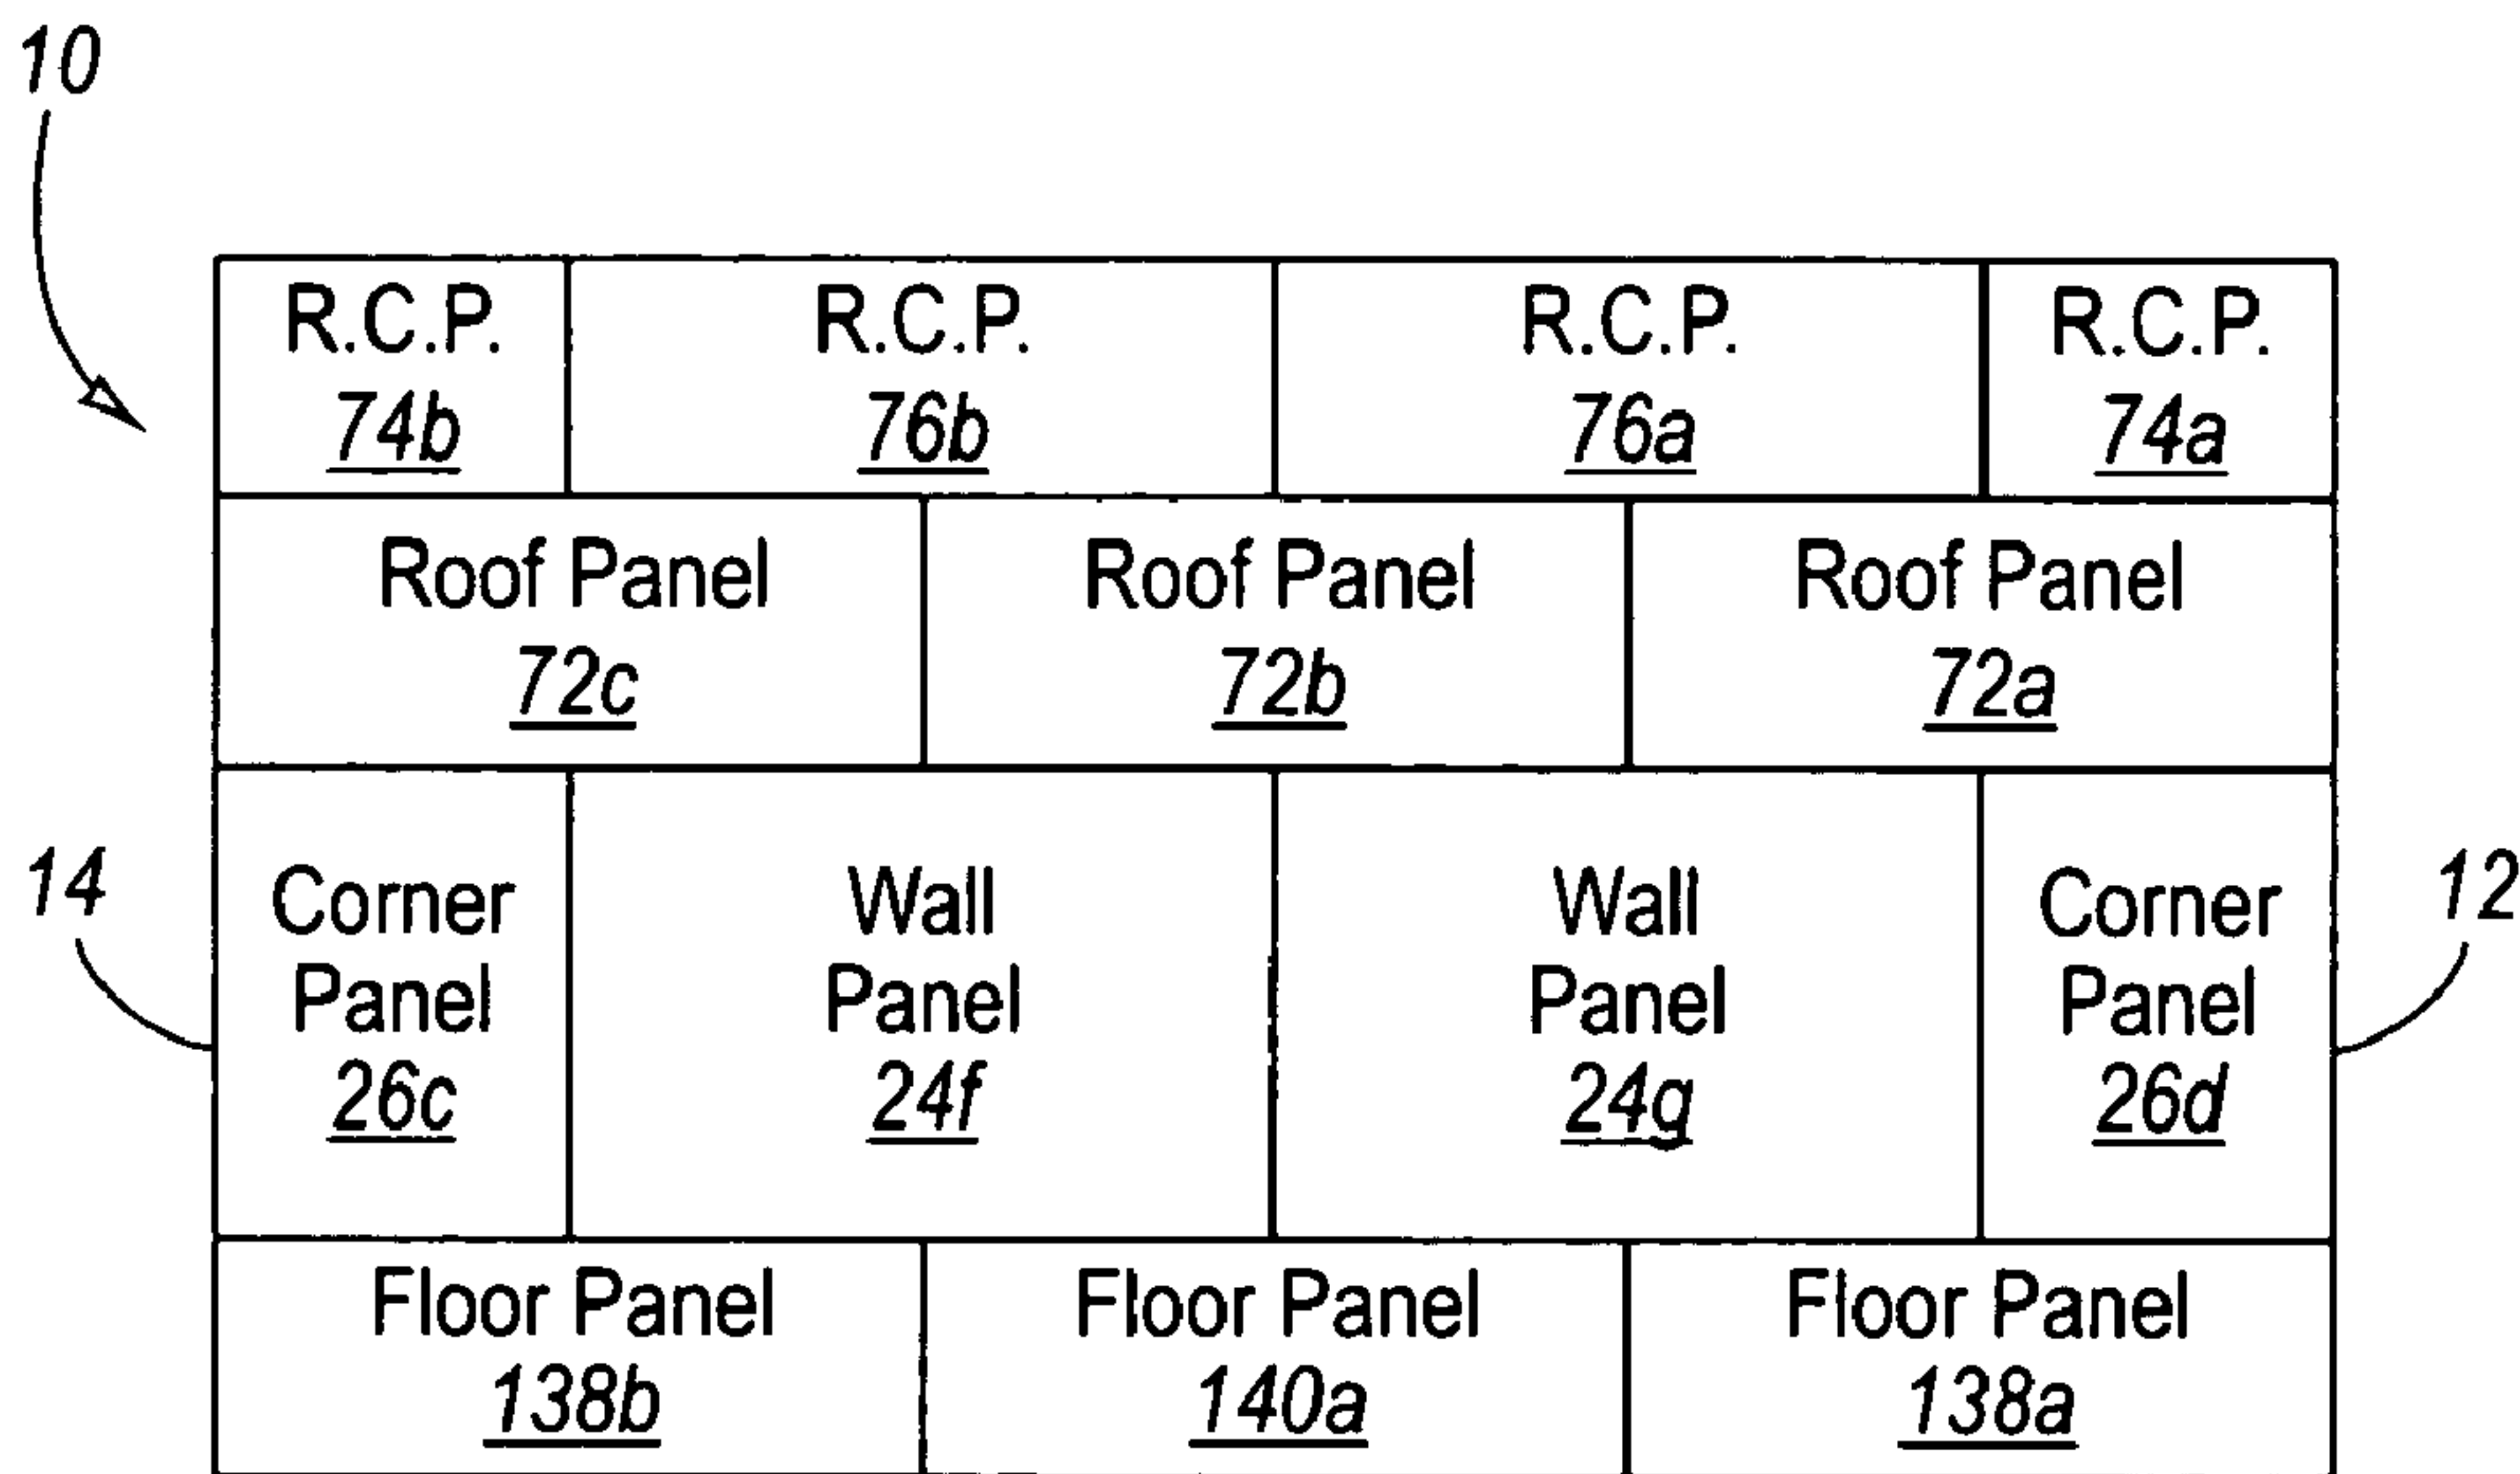 10
R.C.P. R.C.P. R.C.P. R.C.P.
74b 76b 76a 74a
Roof Panel Roof Panel Roof Panel
72c 72b 72a
14 12
Corner Wall Wall Corner
Panel Panel Panel Panel
26c 24f 24g 26d
Floor Panel Floor Panel Floor Panel
138b 140a 138a